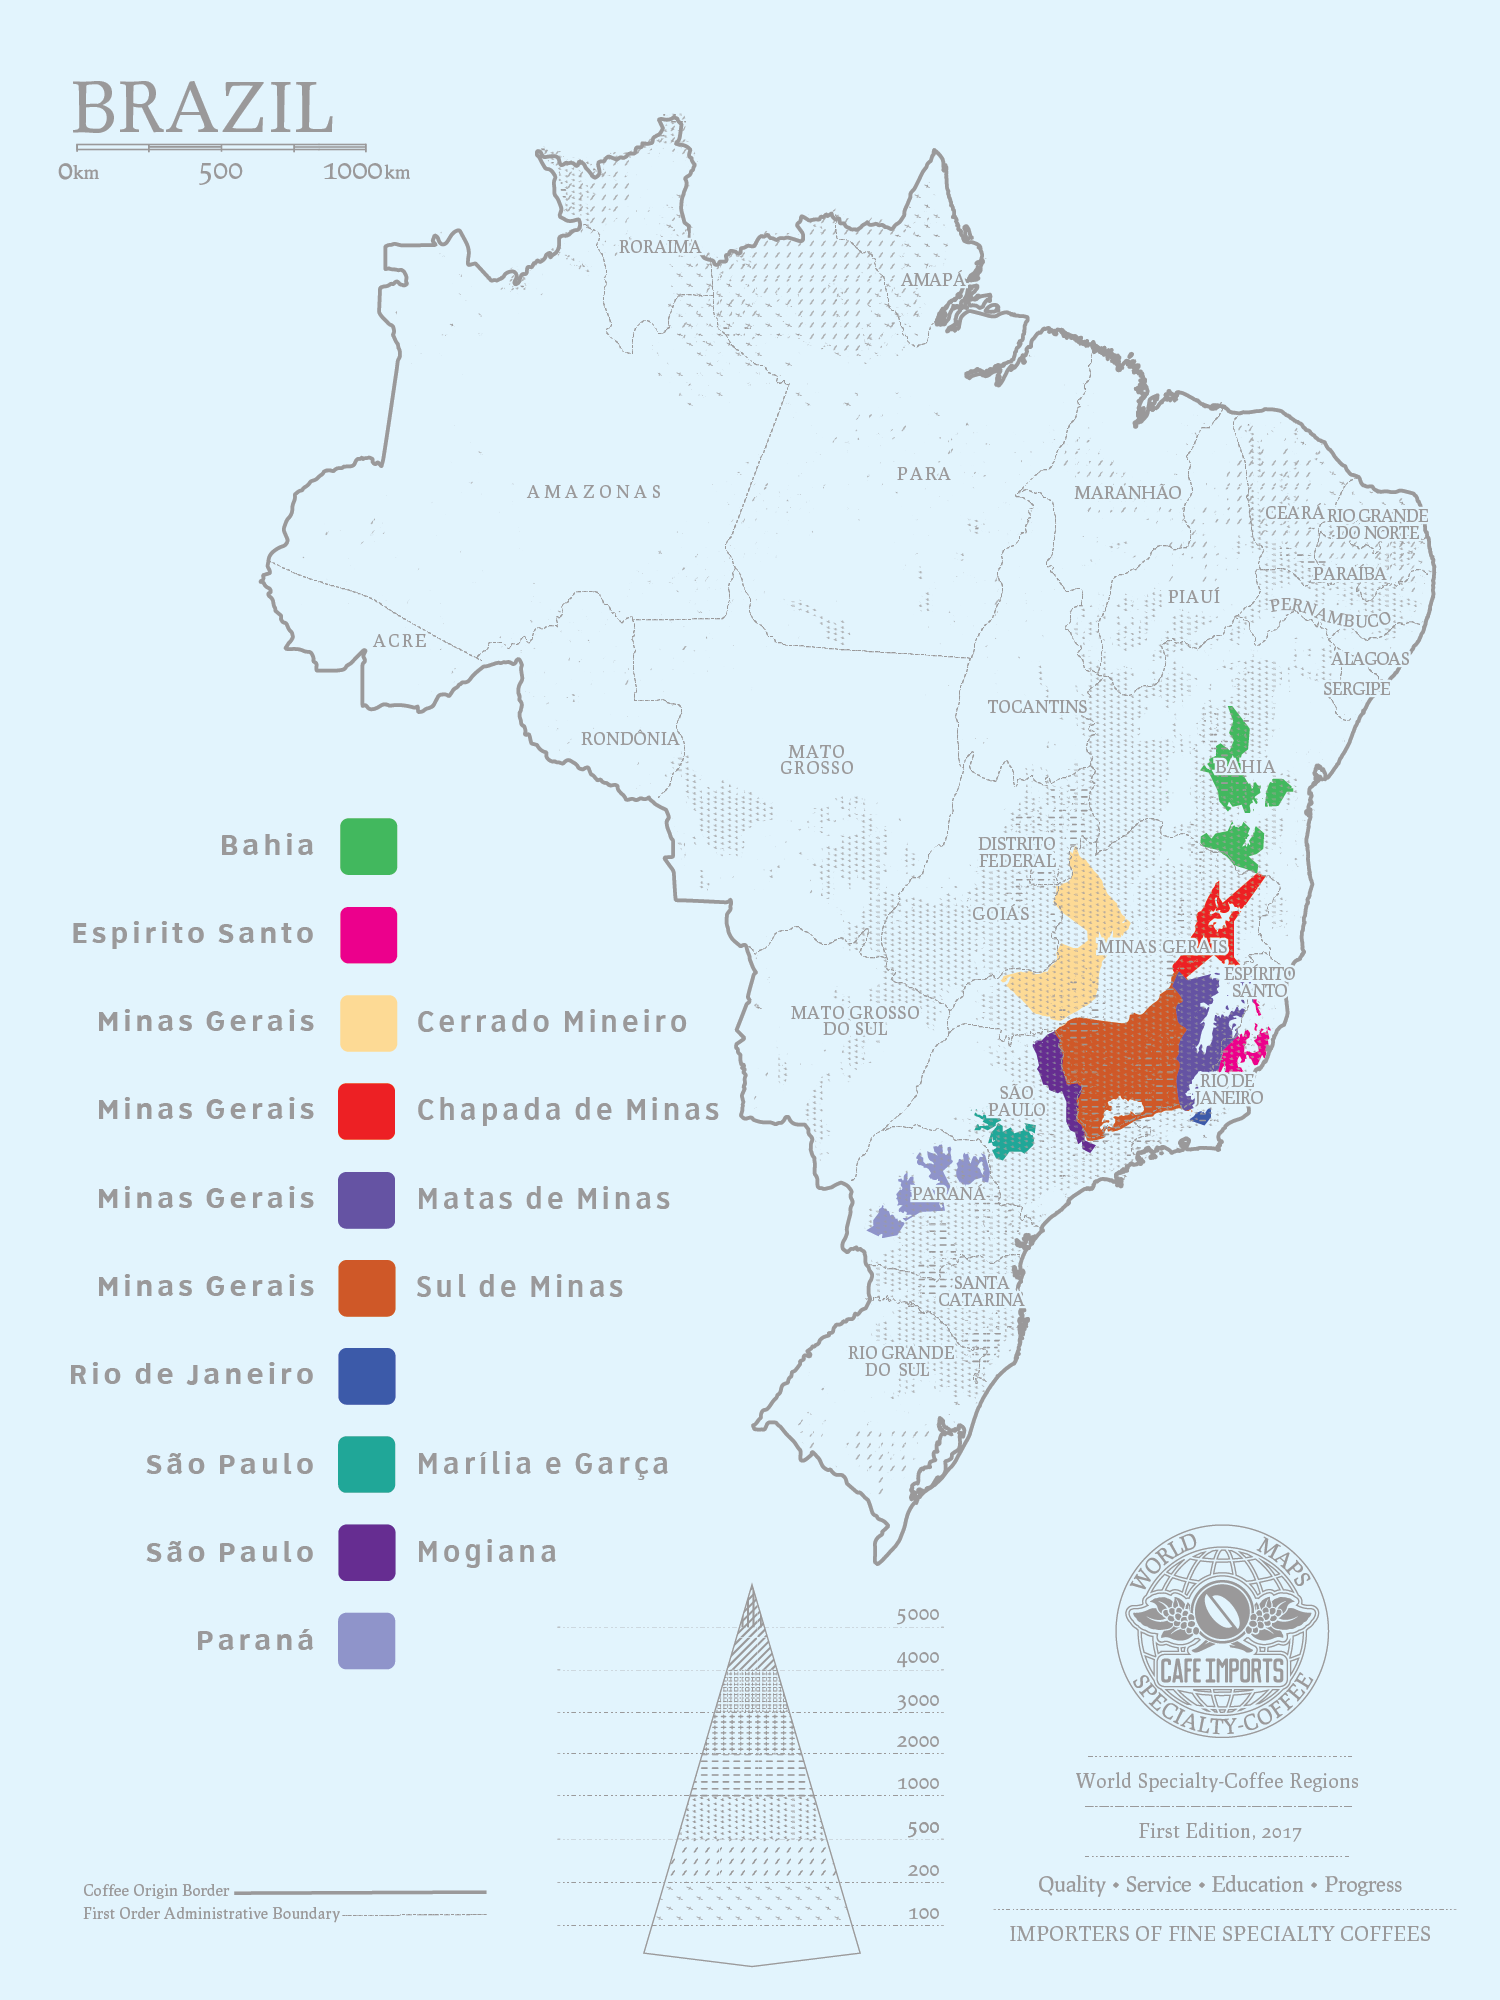 BRAZIL
0km 500 1000km
RORAIMA
AMAPÁ
AMAZONAS
PARA
MARANHÃO
CEARÁ
RIO GRANDE
DO NORTE
PARAÍBA
PIAUÍ
PERNAMBUCO
ACRE
ALAGOAS
SERGIPE
TOCANTINS
RONDÔNIA
MATO
GROSSO
BAHIA
DISTRITO
FEDERAL
GOIÁS
MINAS GERAIS
ESPÍRITO
SANTO
MATO GROSSO
DO SUL
RIO DE
JANEIRO
SÃO
PAULO
PARANÁ
SANTA
CATARINA
RIO GRANDE
DO SUL
Bahia
Espirito Santo
Minas Gerais Cerrado Mineiro
Minas Gerais Chapada de Minas
Minas Gerais Matas de Minas
Minas Gerais Sul de Minas
Rio de Janeiro
São Paulo Marília e Garça
São Paulo Mogiana
Paraná
5000
4000
3000
2000
1000
500
200
100
Coffee Origin Border
First Order Administrative Boundary
WORLD MAPS
CAFE IMPORTS
SPECIALTY-COFFEE
World Specialty-Coffee Regions
First Edition, 2017
Quality • Service • Education • Progress
IMPORTERS OF FINE SPECIALTY COFFEES